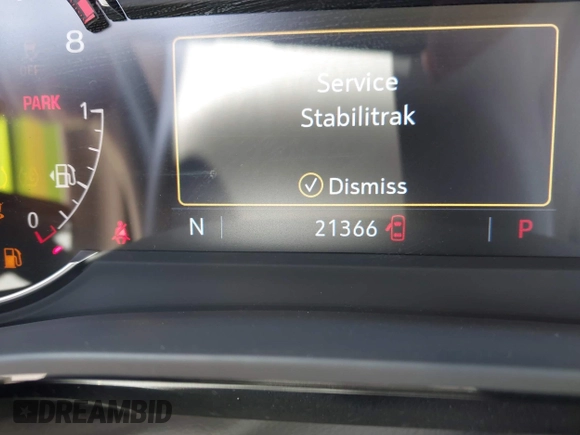 8
Service
Stabilitrak
PARK
1
Dismiss
0
N
21366
P
DREAMBID